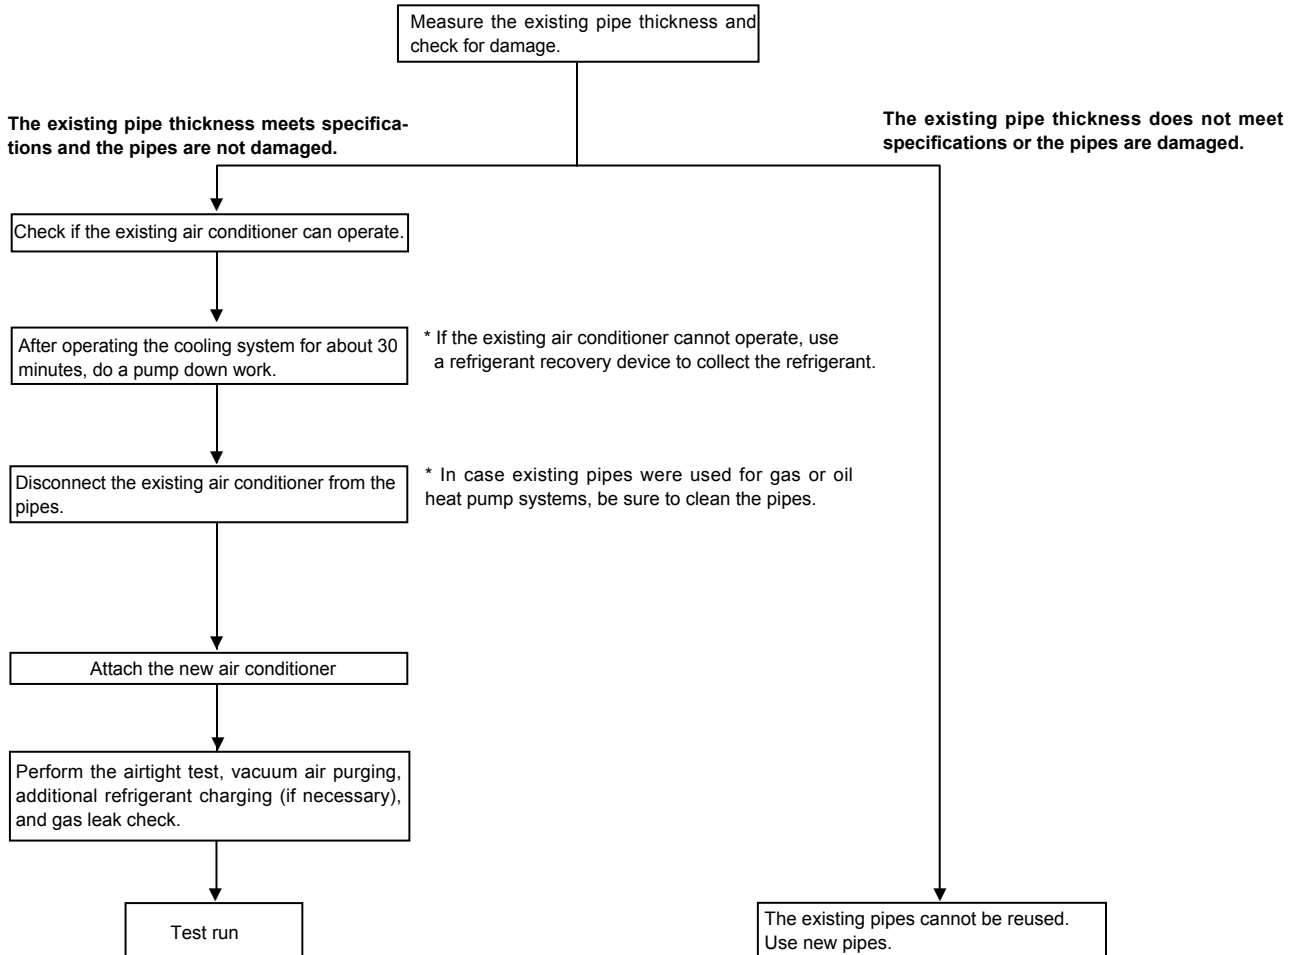 Measure the existing pipe thickness and
check for damage.
The existing pipe thickness meets specifica-
tions and the pipes are not damaged.
The existing pipe thickness does not meet
specifications or the pipes are damaged.
Check if the existing air conditioner can operate.
After operating the cooling system for about 30
minutes, do a pump down work.
* If the existing air conditioner cannot operate, use
a refrigerant recovery device to collect the refrigerant.
Disconnect the existing air conditioner from the
pipes.
* In case existing pipes were used for gas or oil
heat pump systems, be sure to clean the pipes.
Attach the new air conditioner
Perform the airtight test, vacuum air purging,
additional refrigerant charging (if necessary),
and gas leak check.
Test run
The existing pipes cannot be reused.
Use new pipes.